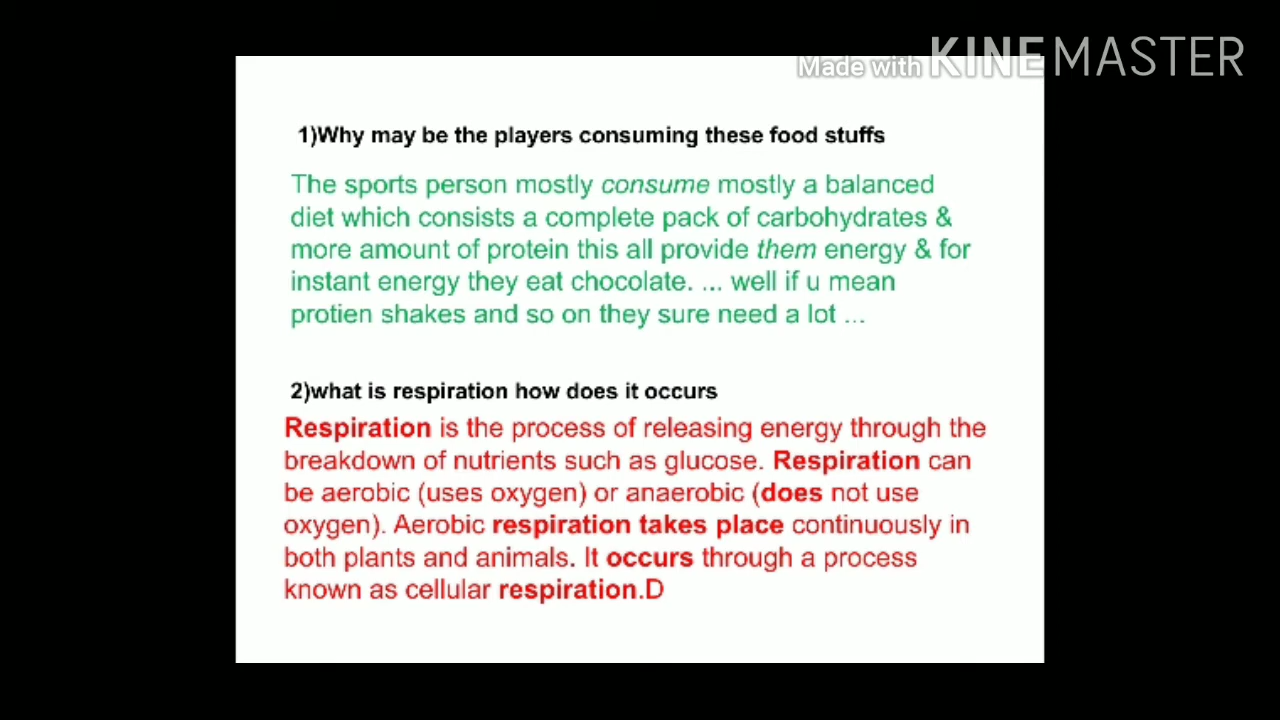 Made with KINEMASTER
1)Why may be the players consuming these food stuffs
The sports person mostly consume mostly a balanced
diet which consists a complete pack of carbohydrates &
more amount of protein this all provide them energy & for
instant energy they eat chocolate. ... well if u mean
protien shakes and so on they sure need a lot ...
2)what is respiration how does it occurs
Respiration is the process of releasing energy through the
breakdown of nutrients such as glucose. Respiration can
be aerobic (uses oxygen) or anaerobic (does not use
oxygen). Aerobic respiration takes place continuously in
both plants and animals. It occurs through a process
known as cellular respiration.D